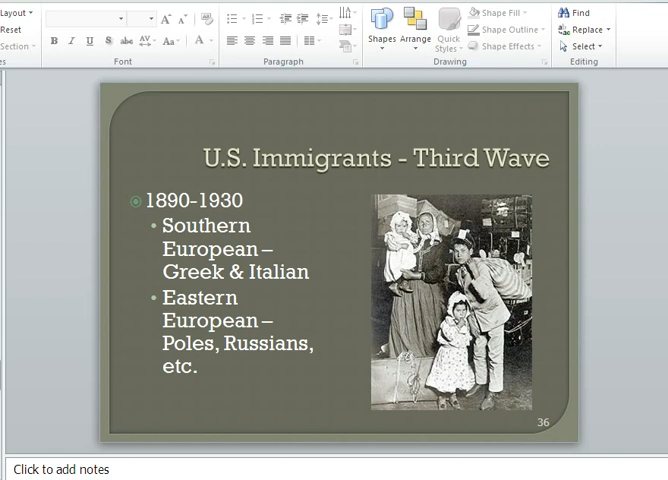 Layout
Reset
Section
Font
Paragraph
Shapes
Arrange
Quick
Styles
Shape Fill
Shape Outline
Shape Effects
Drawing
Find
Replace
Select
Editing
U.S. Immigrants - Third Wave
1890-1930
Southern
European –
Greek & Italian
Eastern
European –
Poles, Russians,
etc.
36
Click to add notes